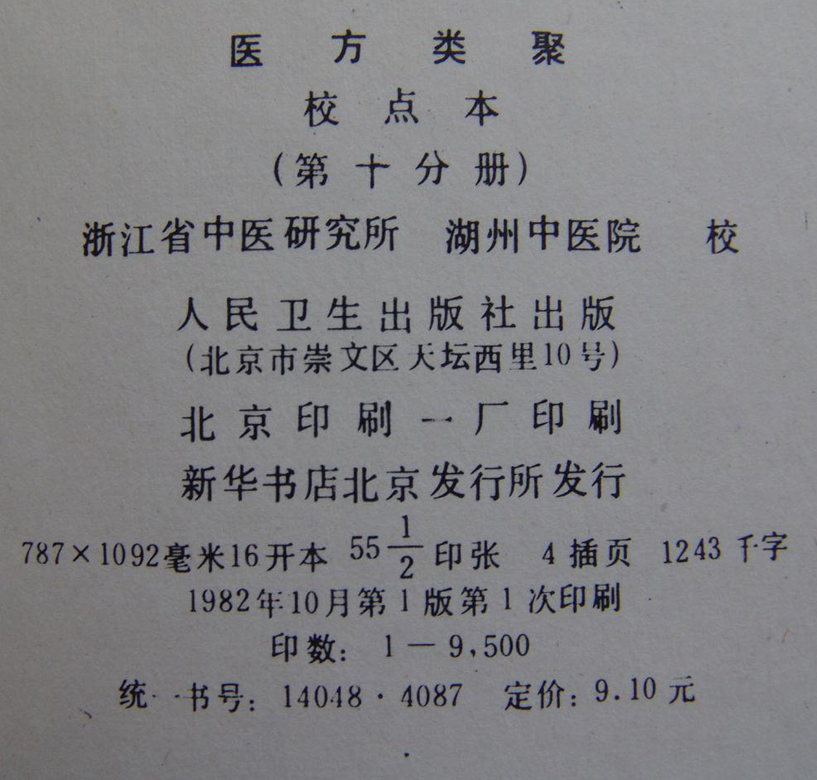 医方类聚
校点本
(第十分册)
浙江省中医研究所 湖州中医院 校
人民卫生出版社出版
(北京市崇文区天坛西里10号)
北京印刷一厂印刷
新华书店北京发行所发行
787×1092毫米16开本 55 1/2 印张 4插页 1243千字
1982年10月第1版第1次印刷
印数: 1—9,500
统一书号: 14048·4087 定价: 9.10元